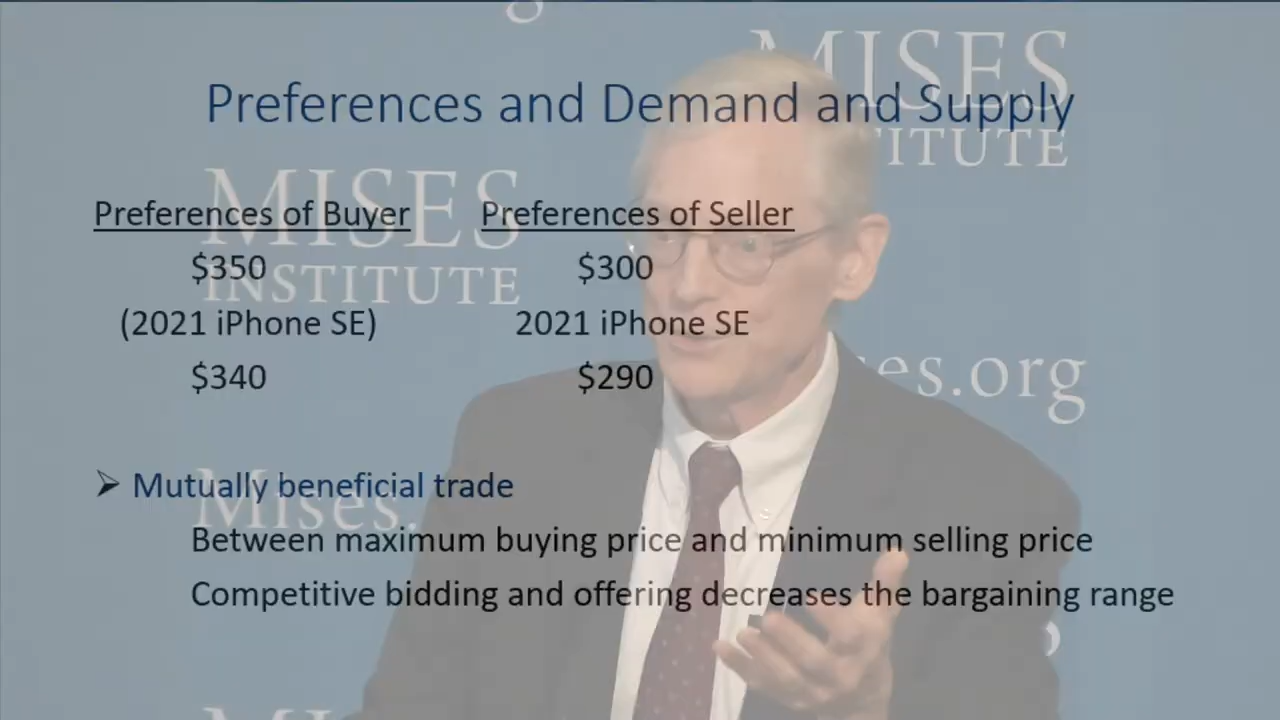 MISES
INSTITUTE
Preferences and Demand and Supply
MISES
INSTITUTE
Preferences of Buyer Preferences of Seller
$350 $300
(2021 iPhone SE) 2021 iPhone SE
$340 $290
es.org
➢ Mutually beneficial trade
Mises.
Between maximum buying price and minimum selling price
Competitive bidding and offering decreases the bargaining range